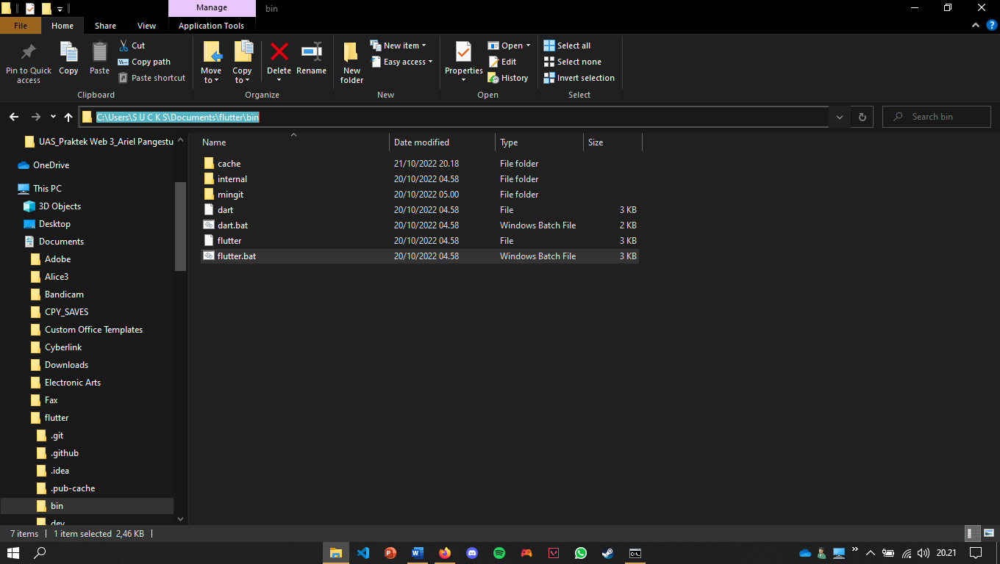 Manage
bin
File Home Share View Application Tools
Pin to Quick access
Copy
Paste
Cut
Copy path
Paste shortcut
Clipboard
Move to
Copy to
Delete
Rename
Organize
New folder
New item
Easy access
New
Properties
Open
Edit
History
Open
Select all
Select none
Invert selection
Select
C:\Users\S U C K S\Documents\flutter\bin
Search bin
UAS_Praktek Web 3_Ariel Pangestu
OneDrive
This PC
3D Objects
Desktop
Documents
Adobe
Alice3
Bandicam
CPY_SAVES
Custom Office Templates
Cyberlink
Downloads
Electronic Arts
Fax
flutter
.git
.github
.idea
.pub-cache
bin
dev
Name Date modified Type Size
cache 21/10/2022 20.18 File folder
internal 20/10/2022 04.58 File folder
mingit 20/10/2022 05.00 File folder
dart 20/10/2022 04.58 File 3 KB
dart.bat 20/10/2022 04.58 Windows Batch File 2 KB
flutter 20/10/2022 04.58 File 3 KB
flutter.bat 20/10/2022 04.58 Windows Batch File 3 KB
7 items 1 item selected 2,46 KB
20.21